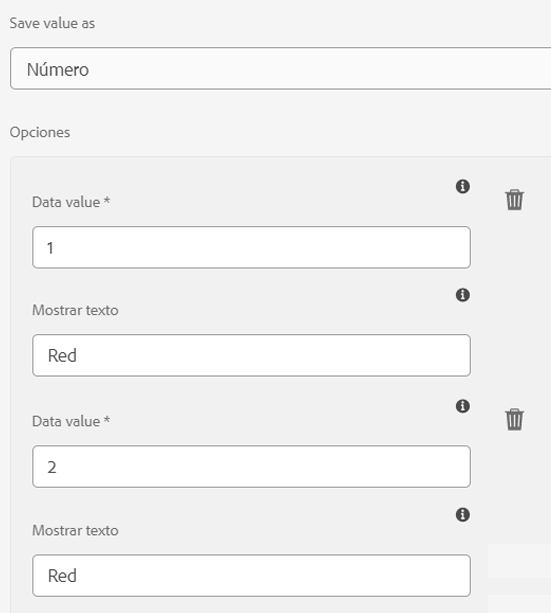 Save value as
Número
Opciones
Data value *
1
Mostrar texto
Red
Data value *
2
Mostrar texto
Red